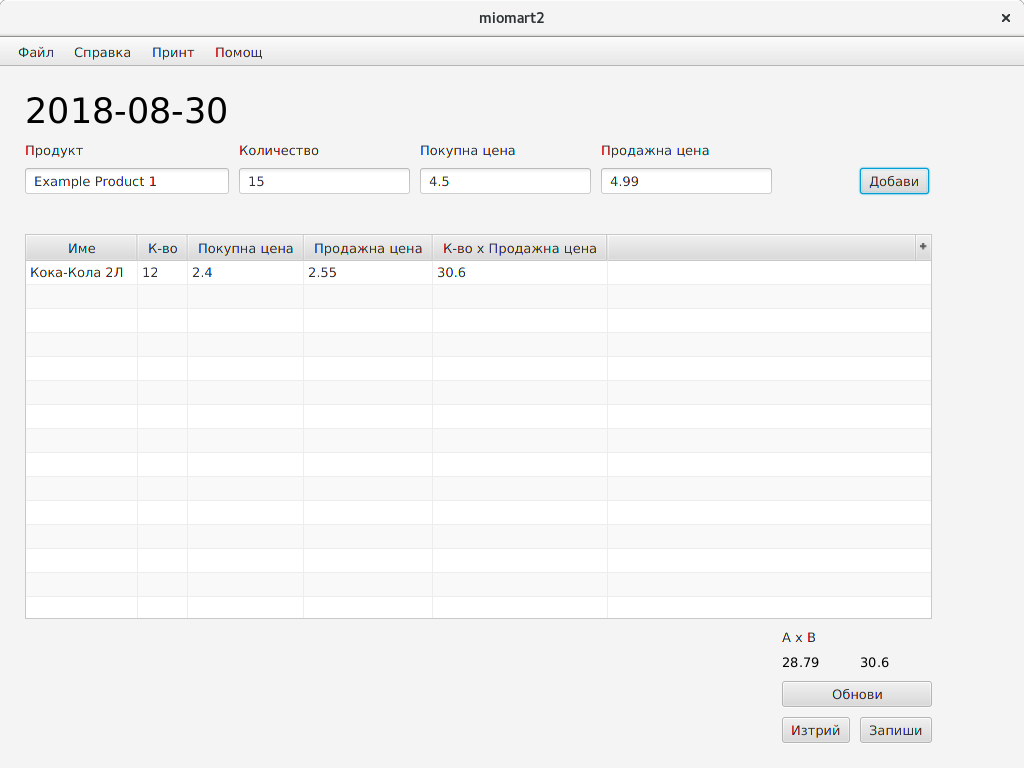 miomart2
Файл Справка Принт Помощ
2018-08-30
Продукт Количество Покупна цена Продажна цена
Example Product 1 15 4.5 4.99 Добави
Име К-во Покупна цена Продажна цена К-во x Продажна цена +
Кока-Кола 2Л 12 2.4 2.55 30.6
А x В
28.79 30.6
Обнови
Изтрий Запиши